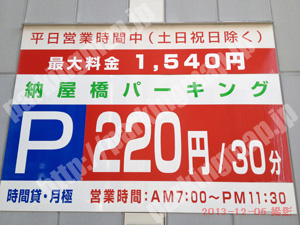 平日営業時間中(土日祝日除く)
最大料金 1,540円
納屋橋パーキング
P 220円/30分
時間貸・月極 営業時間:AM7:00〜PM11:30
2013-12-06 撮影